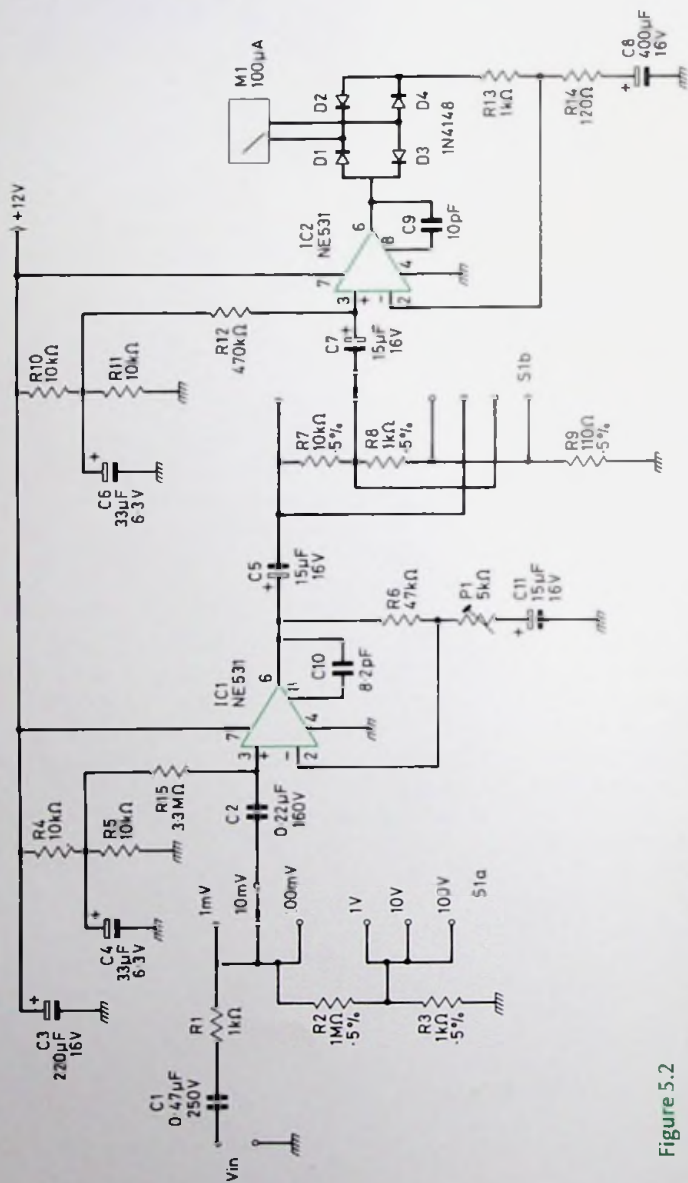 +12V
C3
220µF
16V
C4
33µF
6.3V
R4
10kΩ
R5
10kΩ
R15
3.3MΩ
C6
33µF
6.3V
R10
10kΩ
R11
10kΩ
R12
470kΩ
Vin
C1
0.47µF
250V
R1
1kΩ
1mV
10mV
00mV
C2
0.22µF
160V
R2
1MΩ
.5%
R3
1kΩ
.5%
1V
10V
100V
S1a
IC1
NE531
7
3
+
-
2
4
6
1
C10
8.2pF
C5
15µF
16V
R6
47kΩ
P1
5kΩ
C11
15µF
16V
R7
10kΩ
.5%
R8
1kΩ
.5%
R9
110Ω
.5%
S1b
C7
15µF
16V
IC2
NE531
7
3
+
-
2
4
6
8
C9
10pF
M1
100µA
D1
D2
D3
D4
1N4148
R13
1kΩ
R14
120Ω
C8
400µF
16V
Figure 5.2